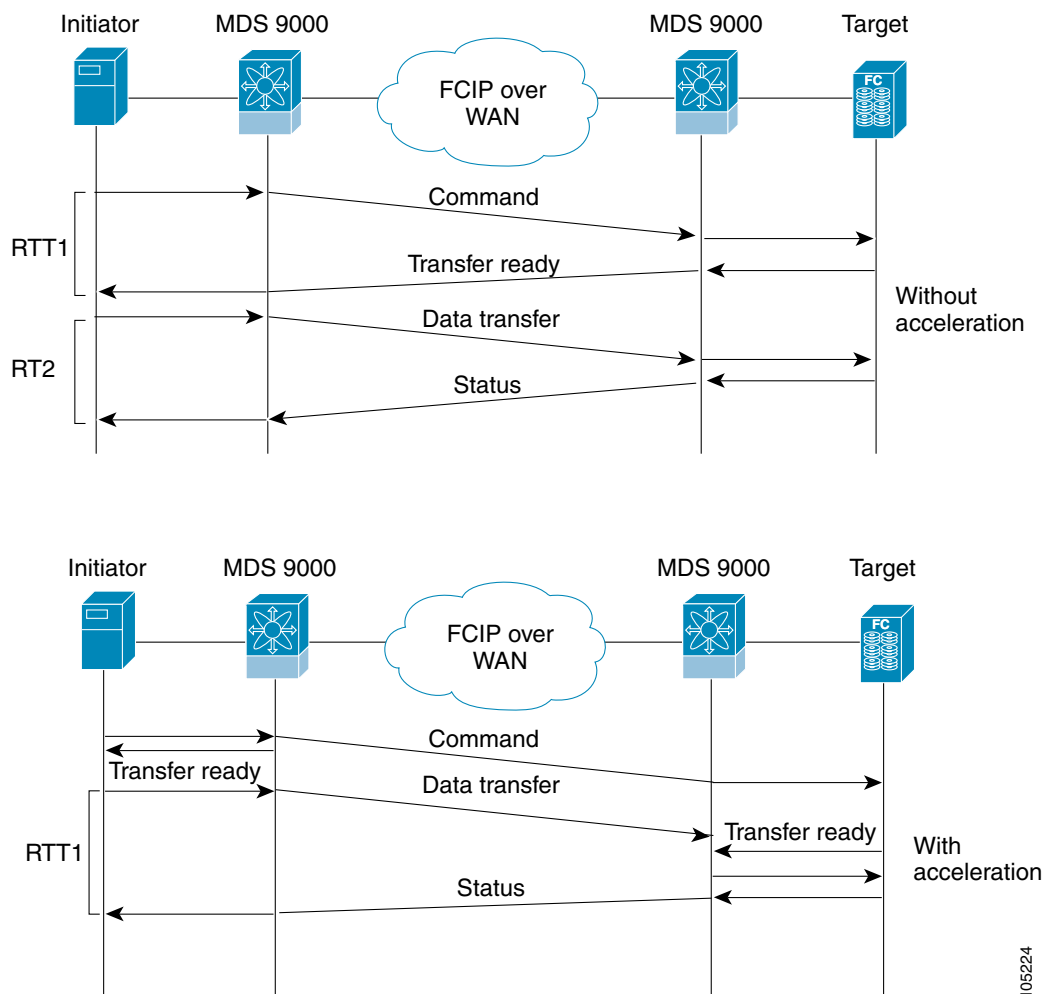 Initiator
MDS 9000
MDS 9000
Target
FCIP over
WAN
FC
Command
RTT1
Transfer ready
Without
acceleration
Data transfer
RT2
Status
Initiator
MDS 9000
MDS 9000
Target
FCIP over
WAN
FC
Command
Transfer ready
Data transfer
Transfer ready
RTT1
With
acceleration
Status
105224